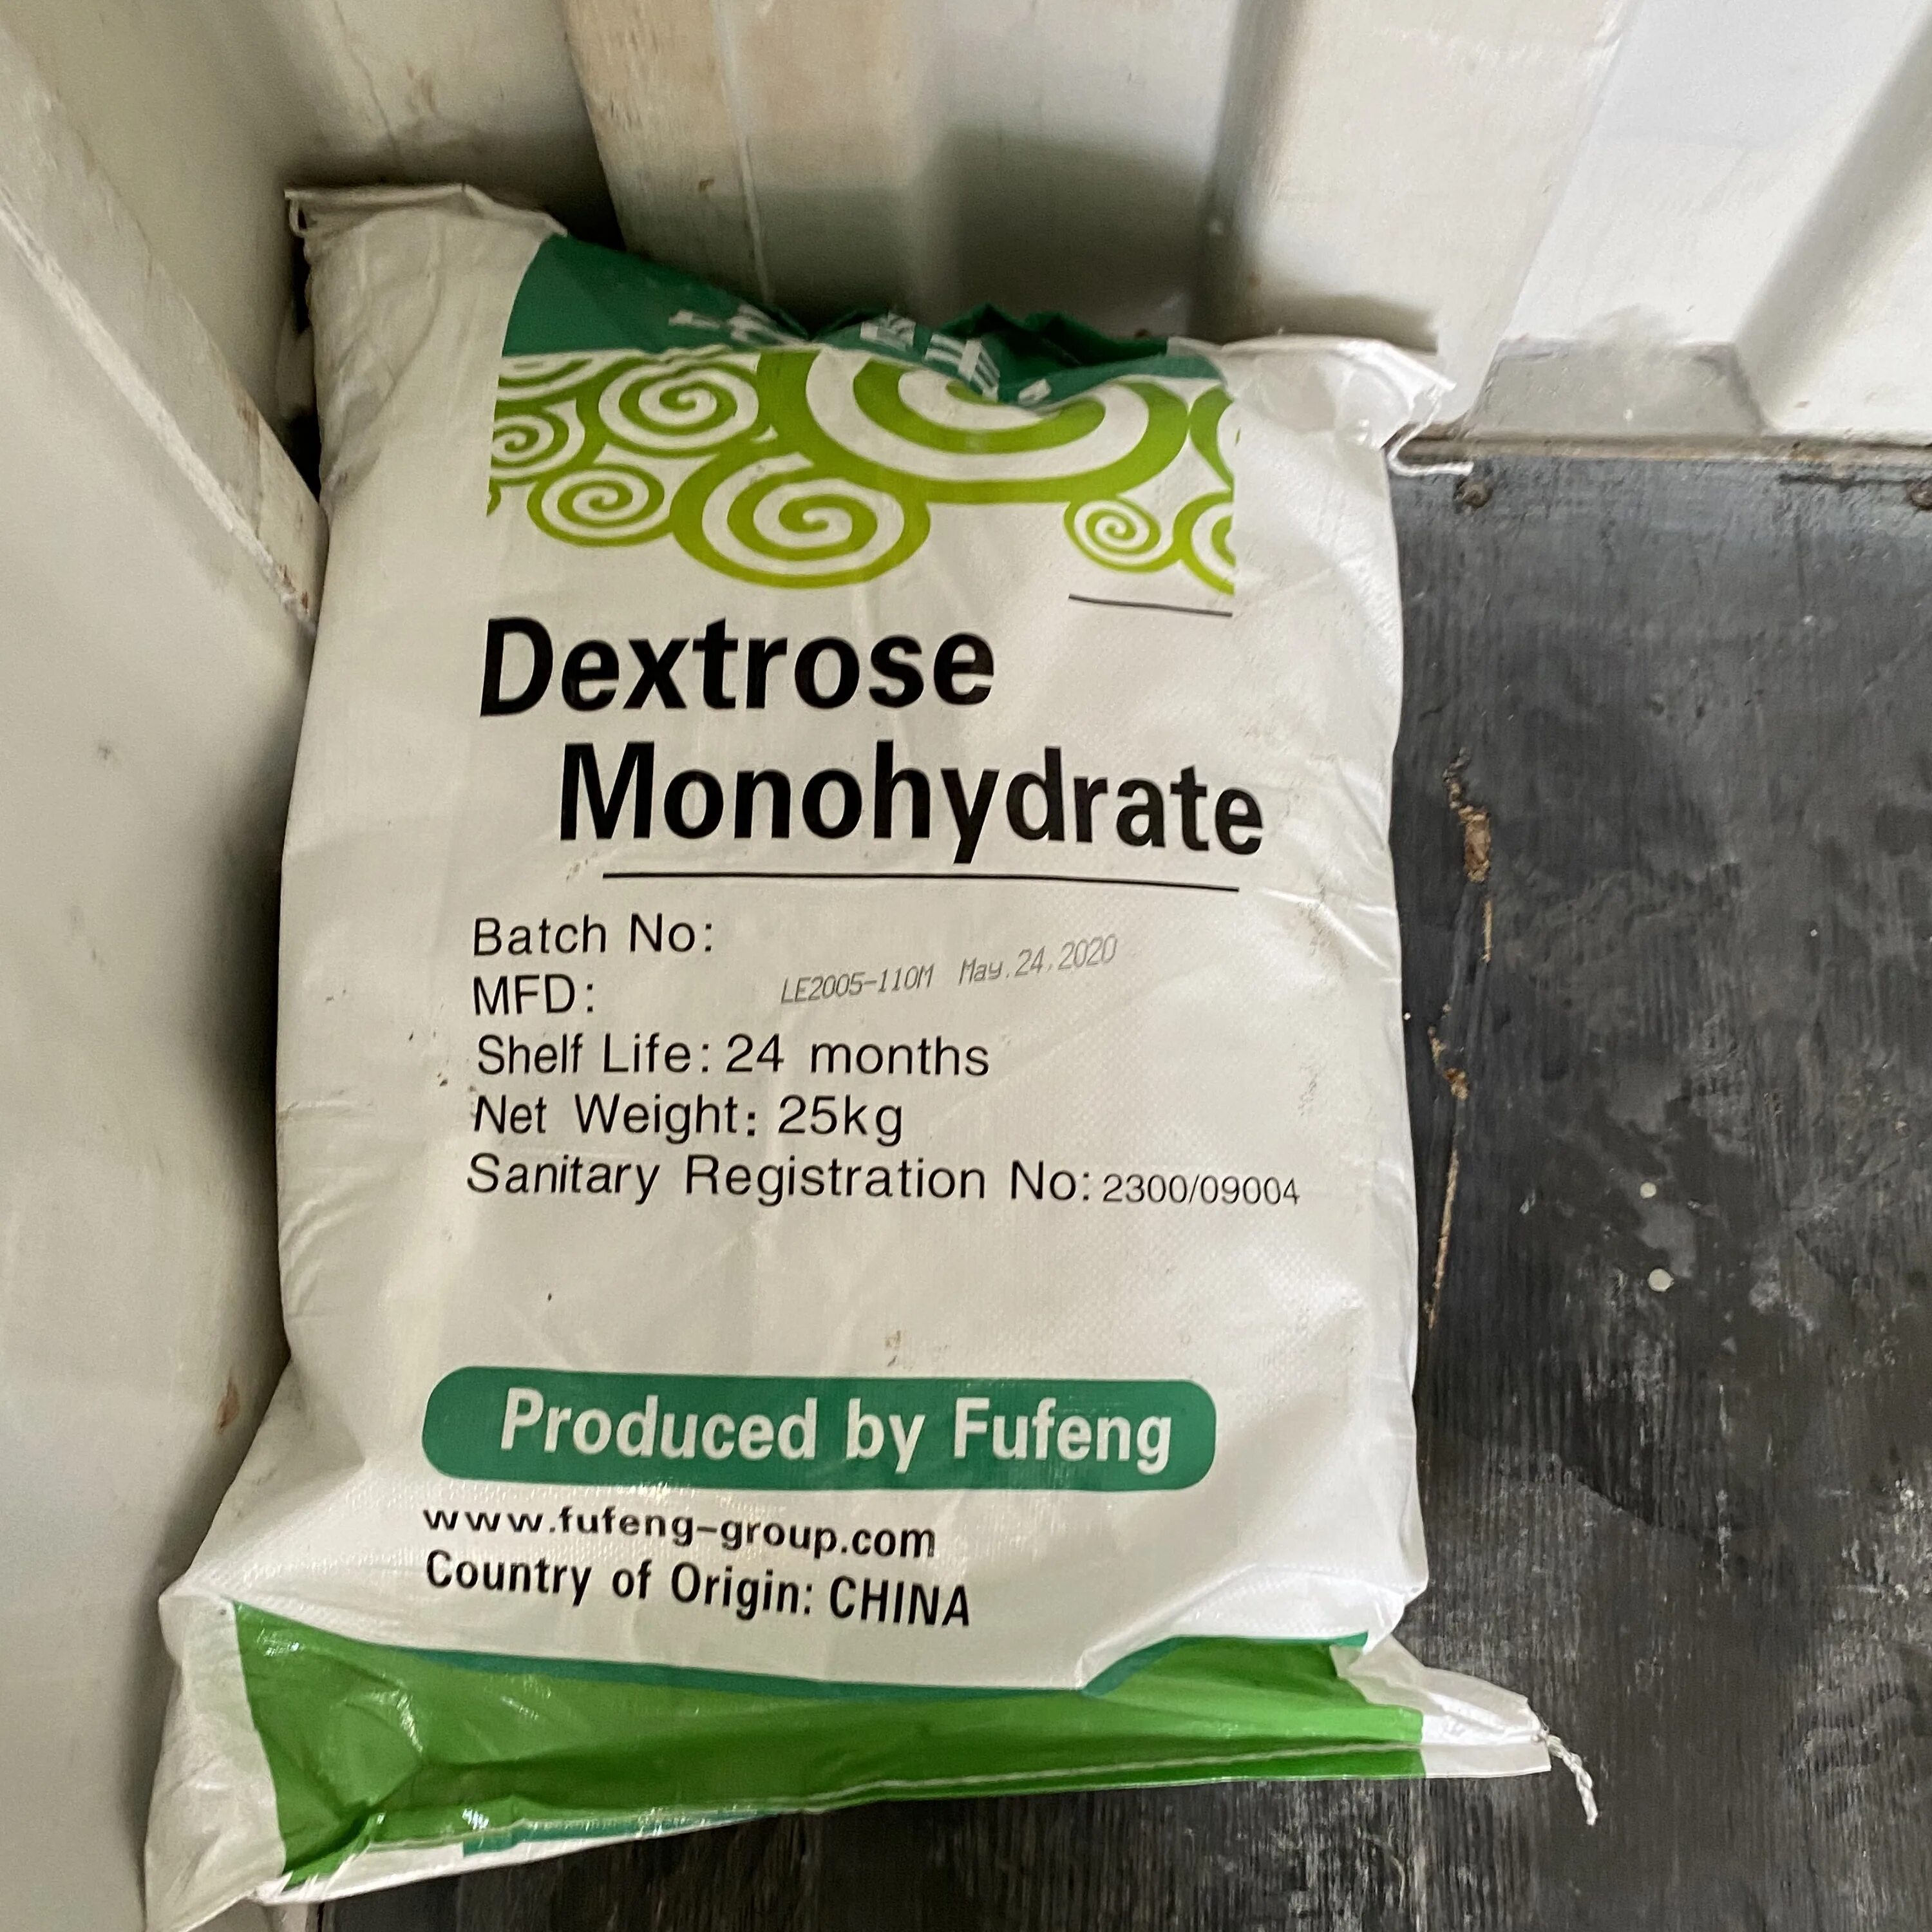 Dextrose
Monohydrate
Batch No:
LE2005-110M May.24.2020
MFD:
Shelf Life: 24 months
Net Weight: 25kg
Sanitary Registration No: 2300/09004
Produced by Fufeng
www.fufeng-group.com
Country of Origin: CHINA